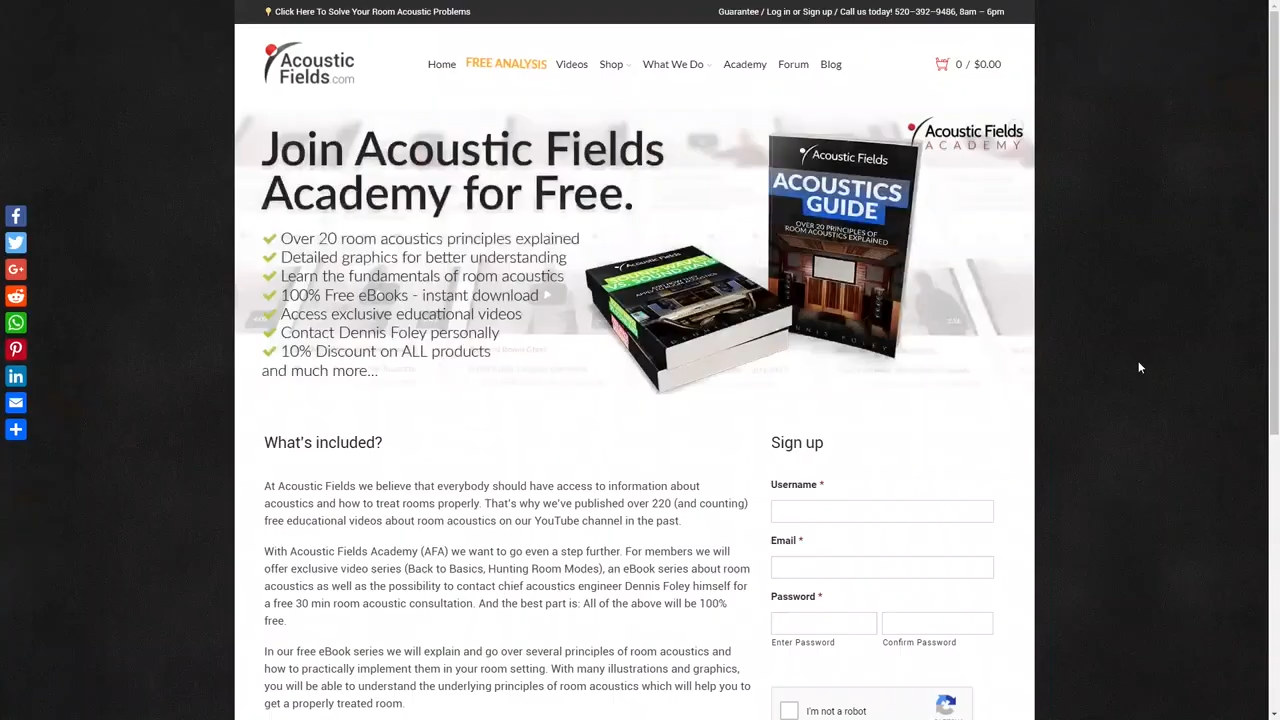 Click Here To Solve Your Room Acoustic Problems
Guarantee / Log in or Sign up / Call us today! 520–392–9486, 8am – 6pm
Acoustic
Fields.com
Home
FREE ANALYSIS
Videos
Shop
What We Do
Academy
Forum
Blog
0 / $0.00
Join Acoustic Fields
Academy for Free.
Over 20 room acoustics principles explained
Detailed graphics for better understanding
Learn the fundamentals of room acoustics
100% Free eBooks - instant download
Access exclusive educational videos
Contact Dennis Foley personally
10% Discount on ALL products
and much more...
Acoustic Fields
Acoustic Fields
ACOUSTICS
GUIDE
OVER 20 PRINCIPLES OF
ROOM ACOUSTICS EXPLAINED
DENNIS FOLEY
Acoustic Fields
ACADEMY
What's included?
At Acoustic Fields we believe that everybody should have access to information about
acoustics and how to treat rooms properly. That's why we've published over 220 (and counting)
free educational videos about room acoustics on our YouTube channel in the past.
With Acoustic Fields Academy (AFA) we want to go even a step further. For members we will
offer exclusive video series (Back to Basics, Hunting Room Modes), an eBook series about room
acoustics as well as the possibility to contact chief acoustics engineer Dennis Foley himself for
a free 30 min room acoustic consultation. And the best part is: All of the above will be 100%
free.
In our free eBook series we will explain and go over several principles of room acoustics and
how to practically implement them in your room setting. With many illustrations and graphics,
you will be able to understand the underlying principles of room acoustics which will help you to
get a properly treated room.
Sign up
Username *
Email *
Password *
Enter Password
Confirm Password
I'm not a robot